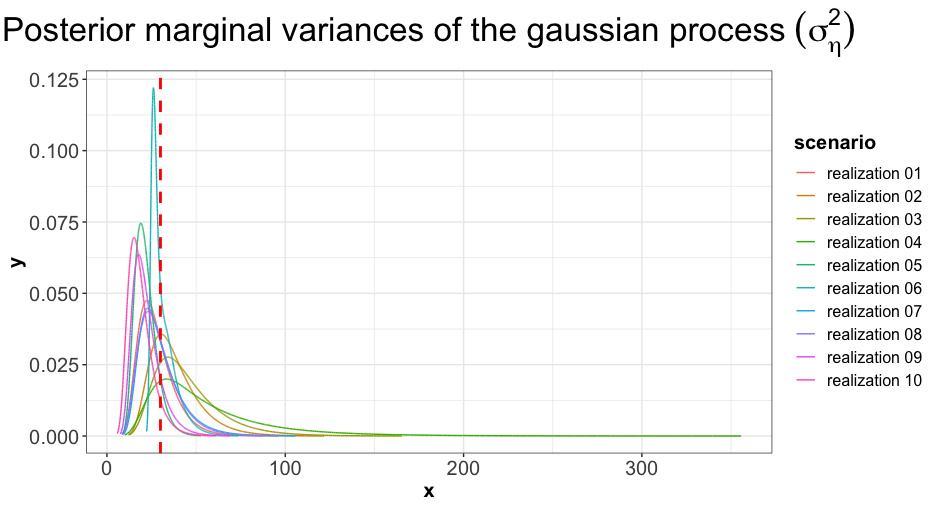 Posterior marginal variances of the gaussian process (σ²η)
0.125
0.100
0.075
0.050
0.025
0.000
y
0
100
200
300
x
scenario
realization 01
realization 02
realization 03
realization 04
realization 05
realization 06
realization 07
realization 08
realization 09
realization 10